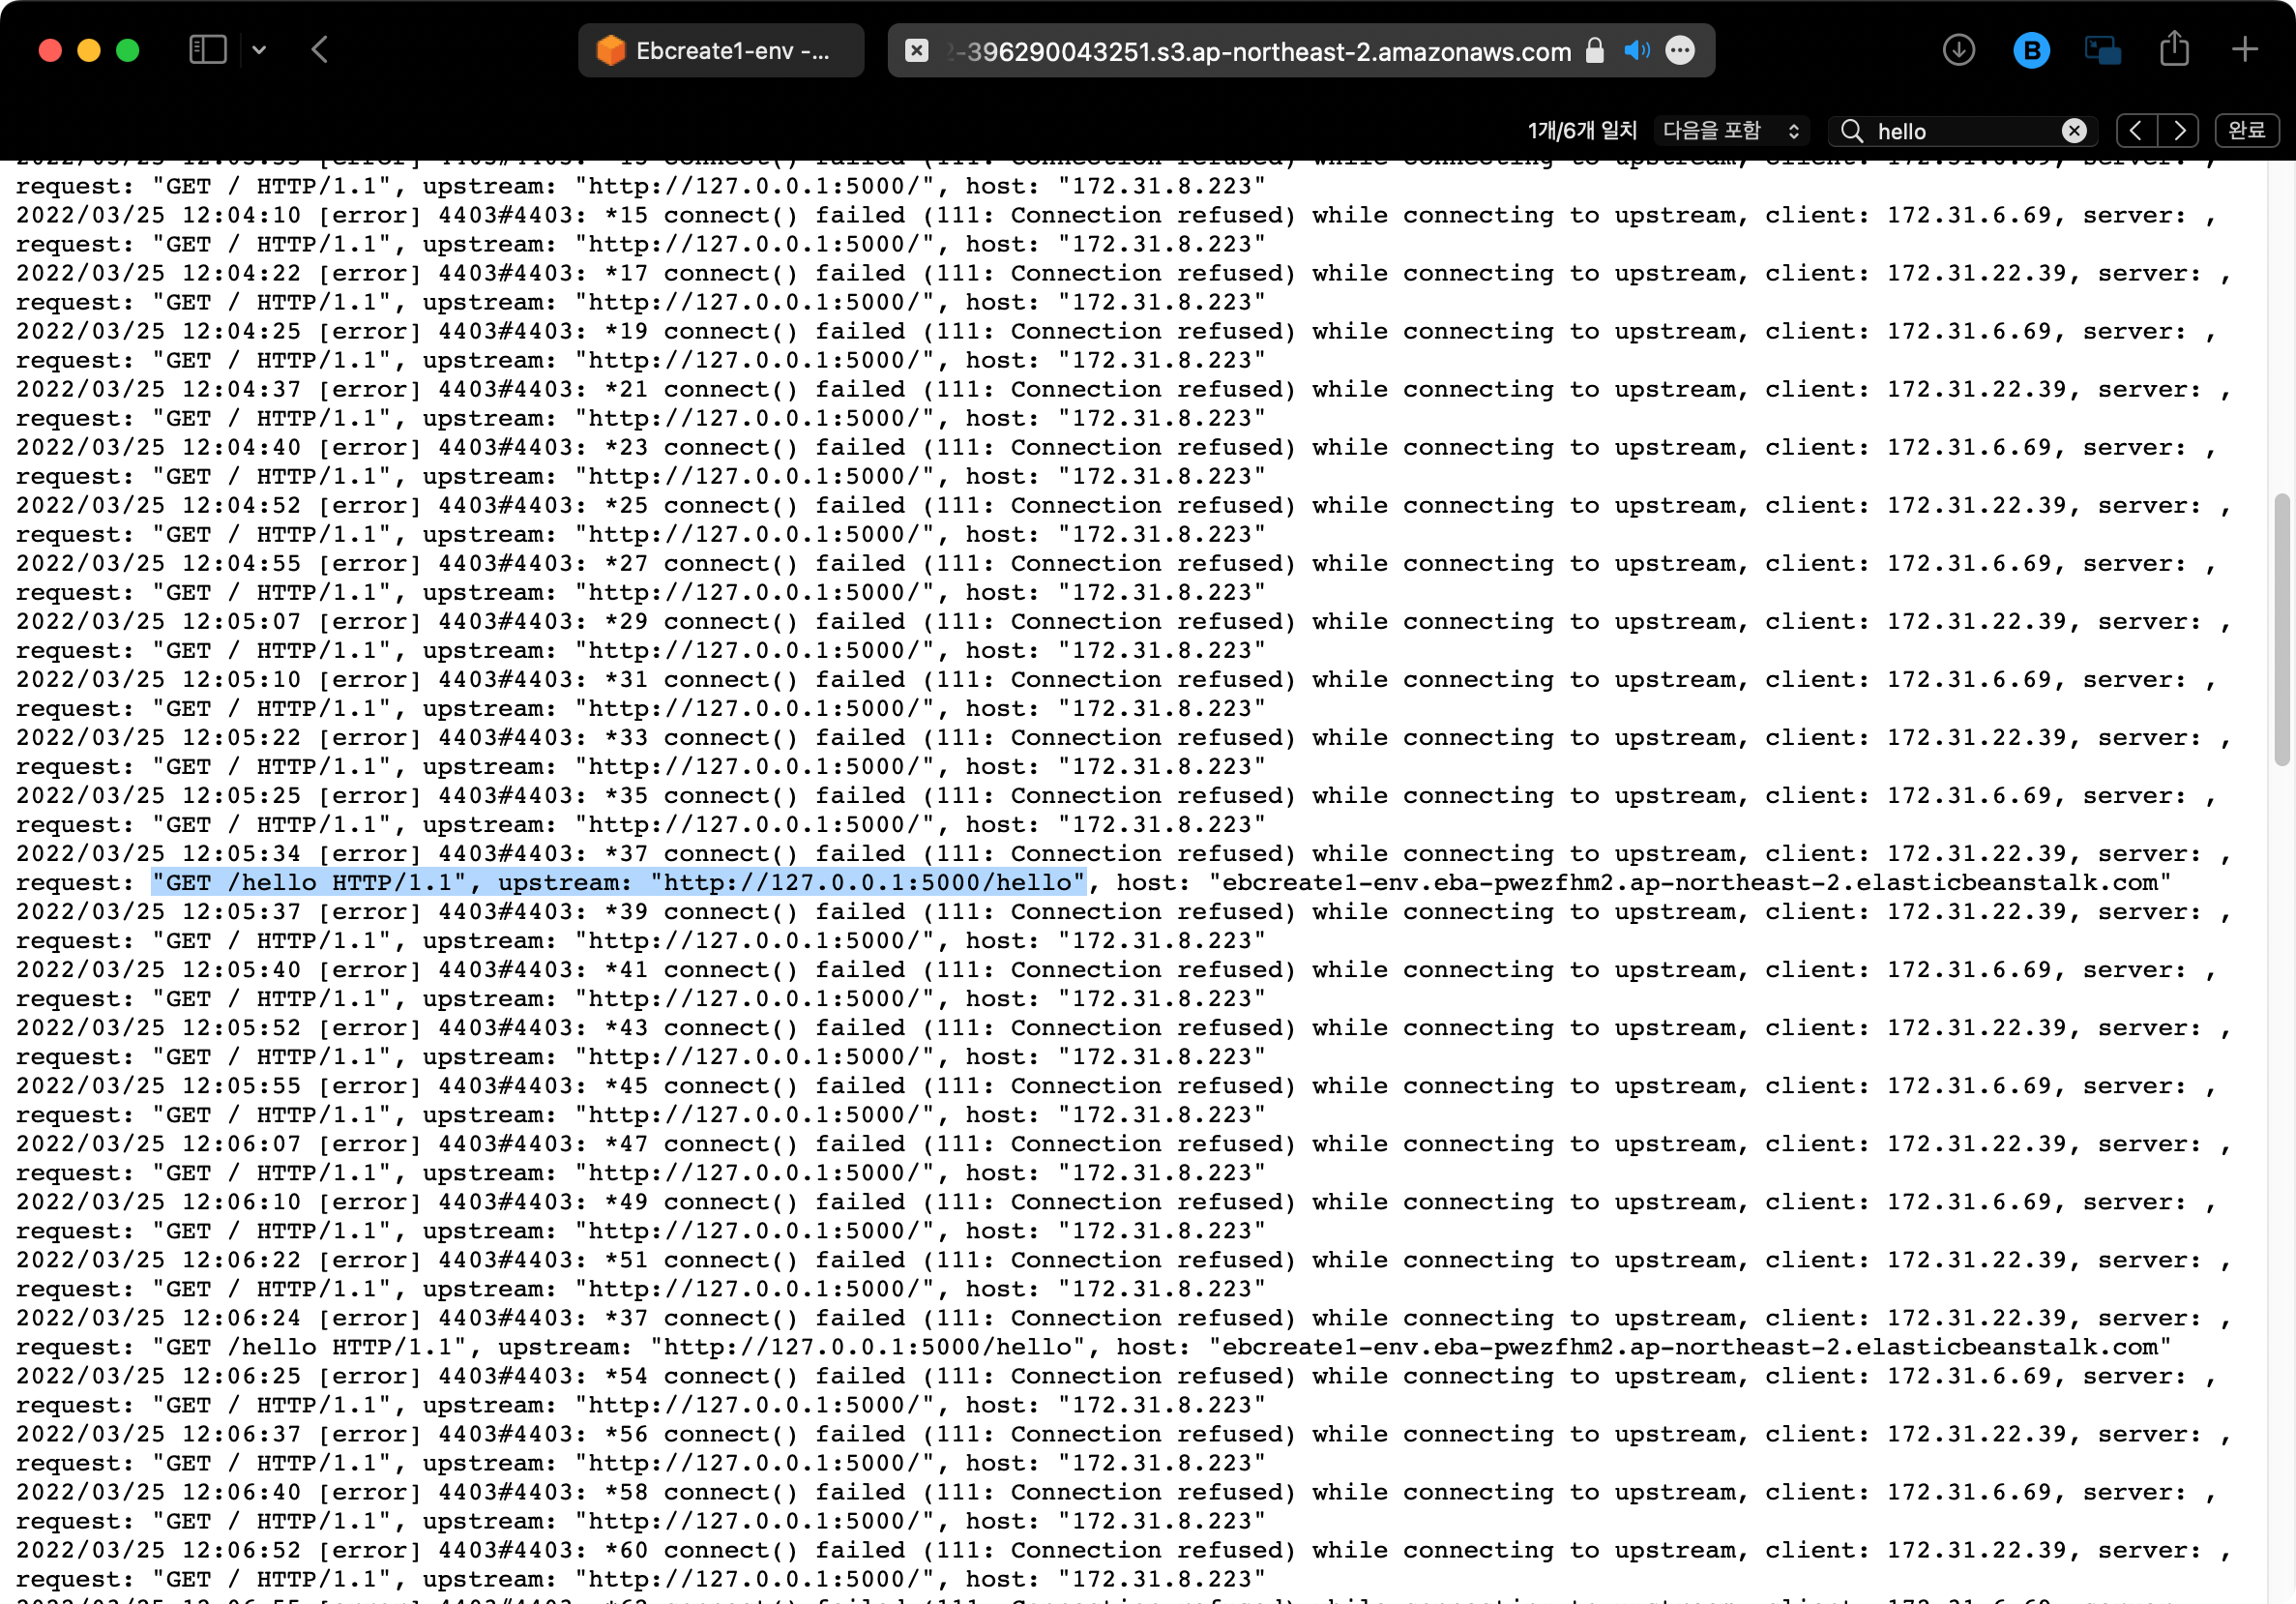 Ebcreate1-env -...
2-396290043251.s3.ap-northeast-2.amazonaws.com
B
1개/6개 일치 다음을 포함 hello 완료
request: "GET / HTTP/1.1", upstream: "http://127.0.0.1:5000/", host: "172.31.8.223"
2022/03/25 12:04:10 [error] 4403#4403: *15 connect() failed (111: Connection refused) while connecting to upstream, client: 172.31.6.69, server: ,
request: "GET / HTTP/1.1", upstream: "http://127.0.0.1:5000/", host: "172.31.8.223"
2022/03/25 12:04:22 [error] 4403#4403: *17 connect() failed (111: Connection refused) while connecting to upstream, client: 172.31.22.39, server: ,
request: "GET / HTTP/1.1", upstream: "http://127.0.0.1:5000/", host: "172.31.8.223"
2022/03/25 12:04:25 [error] 4403#4403: *19 connect() failed (111: Connection refused) while connecting to upstream, client: 172.31.6.69, server: ,
request: "GET / HTTP/1.1", upstream: "http://127.0.0.1:5000/", host: "172.31.8.223"
2022/03/25 12:04:37 [error] 4403#4403: *21 connect() failed (111: Connection refused) while connecting to upstream, client: 172.31.22.39, server: ,
request: "GET / HTTP/1.1", upstream: "http://127.0.0.1:5000/", host: "172.31.8.223"
2022/03/25 12:04:40 [error] 4403#4403: *23 connect() failed (111: Connection refused) while connecting to upstream, client: 172.31.6.69, server: ,
request: "GET / HTTP/1.1", upstream: "http://127.0.0.1:5000/", host: "172.31.8.223"
2022/03/25 12:04:52 [error] 4403#4403: *25 connect() failed (111: Connection refused) while connecting to upstream, client: 172.31.22.39, server: ,
request: "GET / HTTP/1.1", upstream: "http://127.0.0.1:5000/", host: "172.31.8.223"
2022/03/25 12:04:55 [error] 4403#4403: *27 connect() failed (111: Connection refused) while connecting to upstream, client: 172.31.6.69, server: ,
request: "GET / HTTP/1.1", upstream: "http://127.0.0.1:5000/", host: "172.31.8.223"
2022/03/25 12:05:07 [error] 4403#4403: *29 connect() failed (111: Connection refused) while connecting to upstream, client: 172.31.22.39, server: ,
request: "GET / HTTP/1.1", upstream: "http://127.0.0.1:5000/", host: "172.31.8.223"
2022/03/25 12:05:10 [error] 4403#4403: *31 connect() failed (111: Connection refused) while connecting to upstream, client: 172.31.6.69, server: ,
request: "GET / HTTP/1.1", upstream: "http://127.0.0.1:5000/", host: "172.31.8.223"
2022/03/25 12:05:22 [error] 4403#4403: *33 connect() failed (111: Connection refused) while connecting to upstream, client: 172.31.22.39, server: ,
request: "GET / HTTP/1.1", upstream: "http://127.0.0.1:5000/", host: "172.31.8.223"
2022/03/25 12:05:25 [error] 4403#4403: *35 connect() failed (111: Connection refused) while connecting to upstream, client: 172.31.6.69, server: ,
request: "GET / HTTP/1.1", upstream: "http://127.0.0.1:5000/", host: "172.31.8.223"
2022/03/25 12:05:34 [error] 4403#4403: *37 connect() failed (111: Connection refused) while connecting to upstream, client: 172.31.22.39, server: ,
request: "GET /hello HTTP/1.1", upstream: "http://127.0.0.1:5000/hello", host: "ebcreate1-env.eba-pwezfhm2.ap-northeast-2.elasticbeanstalk.com"
2022/03/25 12:05:37 [error] 4403#4403: *39 connect() failed (111: Connection refused) while connecting to upstream, client: 172.31.22.39, server: ,
request: "GET / HTTP/1.1", upstream: "http://127.0.0.1:5000/", host: "172.31.8.223"
2022/03/25 12:05:40 [error] 4403#4403: *41 connect() failed (111: Connection refused) while connecting to upstream, client: 172.31.6.69, server: ,
request: "GET / HTTP/1.1", upstream: "http://127.0.0.1:5000/", host: "172.31.8.223"
2022/03/25 12:05:52 [error] 4403#4403: *43 connect() failed (111: Connection refused) while connecting to upstream, client: 172.31.22.39, server: ,
request: "GET / HTTP/1.1", upstream: "http://127.0.0.1:5000/", host: "172.31.8.223"
2022/03/25 12:05:55 [error] 4403#4403: *45 connect() failed (111: Connection refused) while connecting to upstream, client: 172.31.6.69, server: ,
request: "GET / HTTP/1.1", upstream: "http://127.0.0.1:5000/", host: "172.31.8.223"
2022/03/25 12:06:07 [error] 4403#4403: *47 connect() failed (111: Connection refused) while connecting to upstream, client: 172.31.22.39, server: ,
request: "GET / HTTP/1.1", upstream: "http://127.0.0.1:5000/", host: "172.31.8.223"
2022/03/25 12:06:10 [error] 4403#4403: *49 connect() failed (111: Connection refused) while connecting to upstream, client: 172.31.6.69, server: ,
request: "GET / HTTP/1.1", upstream: "http://127.0.0.1:5000/", host: "172.31.8.223"
2022/03/25 12:06:22 [error] 4403#4403: *51 connect() failed (111: Connection refused) while connecting to upstream, client: 172.31.22.39, server: ,
request: "GET / HTTP/1.1", upstream: "http://127.0.0.1:5000/", host: "172.31.8.223"
2022/03/25 12:06:24 [error] 4403#4403: *37 connect() failed (111: Connection refused) while connecting to upstream, client: 172.31.22.39, server: ,
request: "GET /hello HTTP/1.1", upstream: "http://127.0.0.1:5000/hello", host: "ebcreate1-env.eba-pwezfhm2.ap-northeast-2.elasticbeanstalk.com"
2022/03/25 12:06:25 [error] 4403#4403: *54 connect() failed (111: Connection refused) while connecting to upstream, client: 172.31.6.69, server: ,
request: "GET / HTTP/1.1", upstream: "http://127.0.0.1:5000/", host: "172.31.8.223"
2022/03/25 12:06:37 [error] 4403#4403: *56 connect() failed (111: Connection refused) while connecting to upstream, client: 172.31.22.39, server: ,
request: "GET / HTTP/1.1", upstream: "http://127.0.0.1:5000/", host: "172.31.8.223"
2022/03/25 12:06:40 [error] 4403#4403: *58 connect() failed (111: Connection refused) while connecting to upstream, client: 172.31.6.69, server: ,
request: "GET / HTTP/1.1", upstream: "http://127.0.0.1:5000/", host: "172.31.8.223"
2022/03/25 12:06:52 [error] 4403#4403: *60 connect() failed (111: Connection refused) while connecting to upstream, client: 172.31.22.39, server: ,
request: "GET / HTTP/1.1", upstream: "http://127.0.0.1:5000/", host: "172.31.8.223"